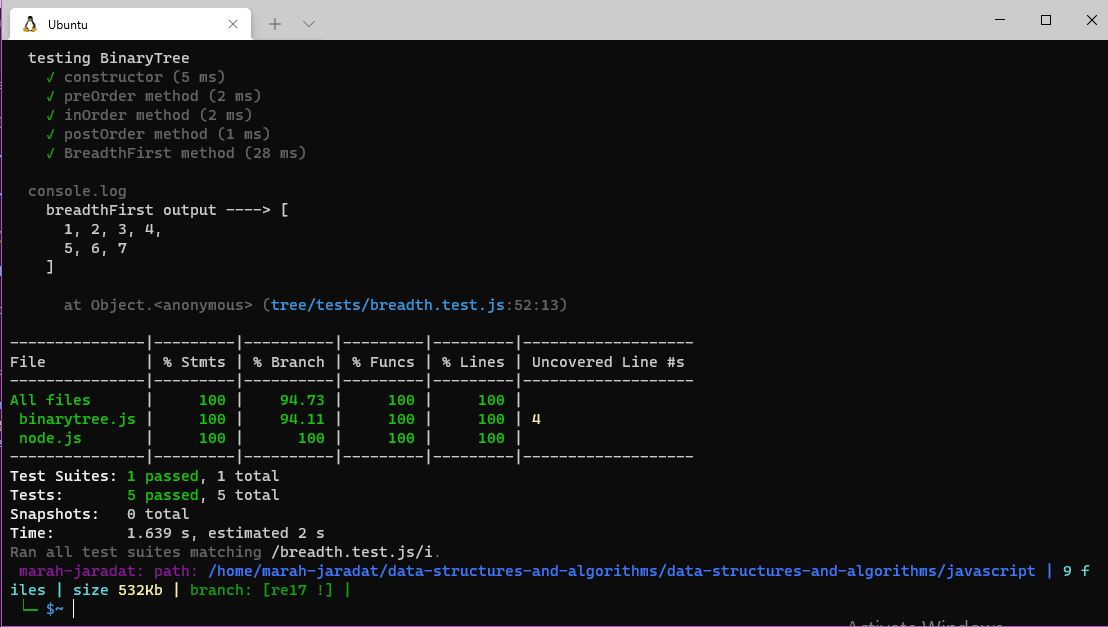 Ubuntu
testing BinaryTree
√ constructor (5 ms)
√ preOrder method (2 ms)
√ inOrder method (2 ms)
√ postOrder method (1 ms)
√ BreadthFirst method (28 ms)
console.log
breadthFirst output ----> [
1, 2, 3, 4,
5, 6, 7
]
at Object.<anonymous> (tree/tests/breadth.test.js:52:13)
---------------|---------|----------|---------|---------|-------------------
File           | % Stmts | % Branch | % Funcs | % Lines | Uncovered Line #s
---------------|---------|----------|---------|---------|-------------------
All files      |     100 |    94.73 |     100 |     100 |
 binarytree.js |     100 |    94.11 |     100 |     100 | 4
 node.js       |     100 |      100 |     100 |     100 |
---------------|---------|----------|---------|---------|-------------------
Test Suites: 1 passed, 1 total
Tests:       5 passed, 5 total
Snapshots:   0 total
Time:        1.639 s, estimated 2 s
Ran all test suites matching /breadth.test.js/i.
marah-jaradat: path: /home/marah-jaradat/data-structures-and-algorithms/data-structures-and-algorithms/javascript | 9 f
iles | size 532Kb | branch: [re17 !] |
└─ $~
Activate Windows